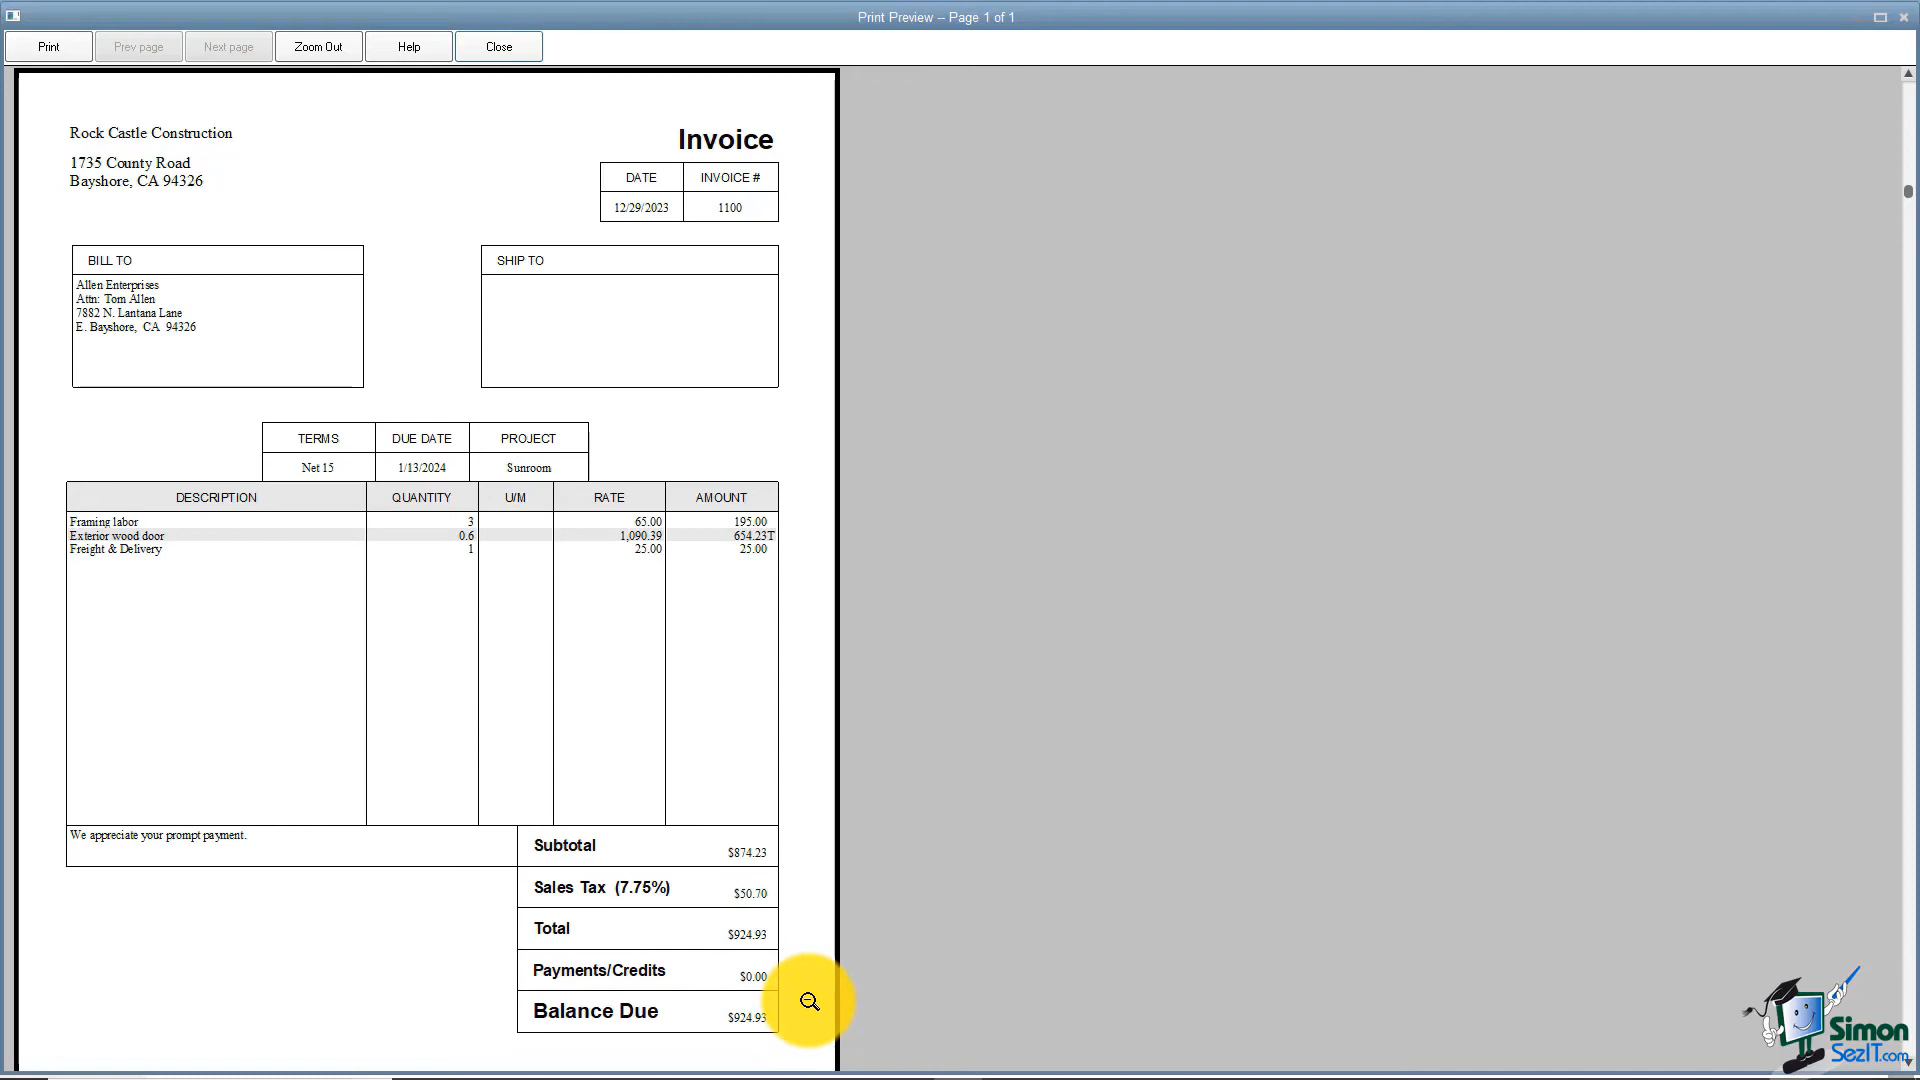 Print Preview -- Page 1 of 1
Print Prev page Next page Zoom Out Help Close
Rock Castle Construction
1735 County Road
Bayshore, CA 94326
Invoice
DATE INVOICE #
12/29/2023 1100
BILL TO
Allen Enterprises
Attn: Tom Allen
7882 N. Lantana Lane
E. Bayshore, CA 94326
SHIP TO
TERMS DUE DATE PROJECT
Net 15 1/13/2024 Sunroom
DESCRIPTION QUANTITY U/M RATE AMOUNT
Framing labor 3 65.00 195.00
Exterior wood door 0.6 1,090.39 654.23T
Freight & Delivery 1 25.00 25.00
We appreciate your prompt payment.
Subtotal $874.23
Sales Tax (7.75%) $50.70
Total $924.93
Payments/Credits $0.00
Balance Due $924.93
Simon
SezIT.com